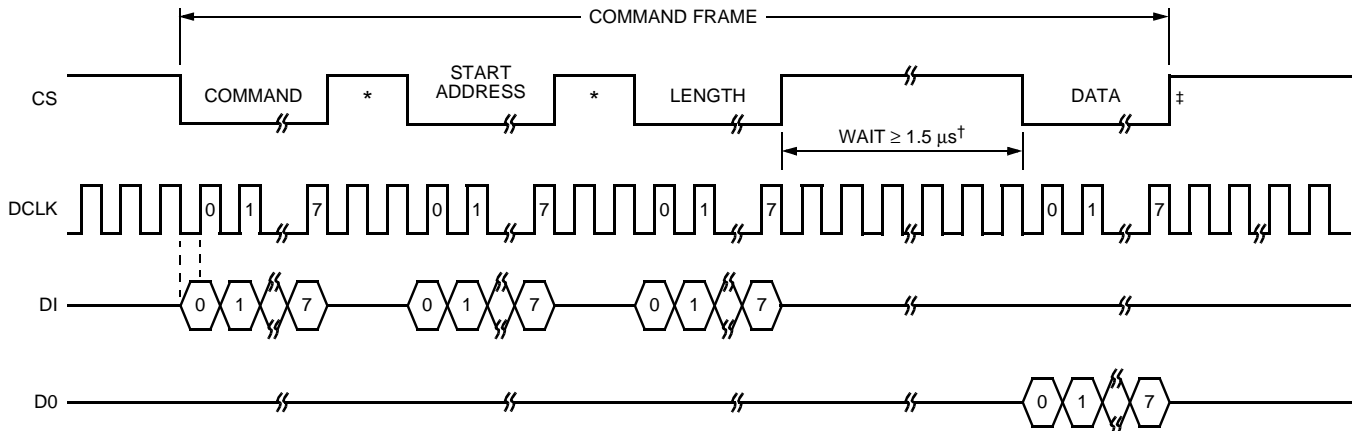 COMMAND FRAME
CS
COMMAND
*
START
ADDRESS
*
LENGTH
DATA
‡
WAIT ≥ 1.5 µs†
DCLK
0 1 7 0 1 7 0 1 7 0 1 7
DI
0 1 7 0 1 7 0 1 7
D0
0 1 7